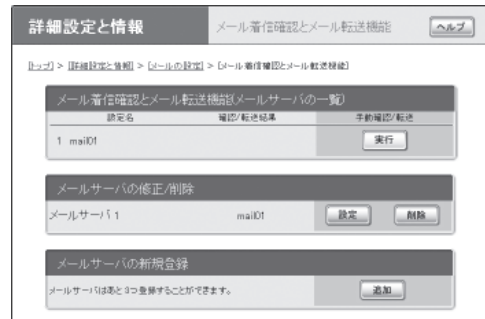 詳細設定と情報 メール着信確認とメール転送機能 ヘルプ
[トップ] > [詳細設定と情報] > [メールの設定] > [メール着信確認とメール転送機能]
メール着信確認とメール転送機能(メールサーバの一覧)
設定名 確認/転送結果 手動確認/転送
1 mail01 実行
メールサーバの修正/削除
メールサーバ1 mail01 設定 削除
メールサーバの新規登録
メールサーバはあと3つ登録することができます。 追加